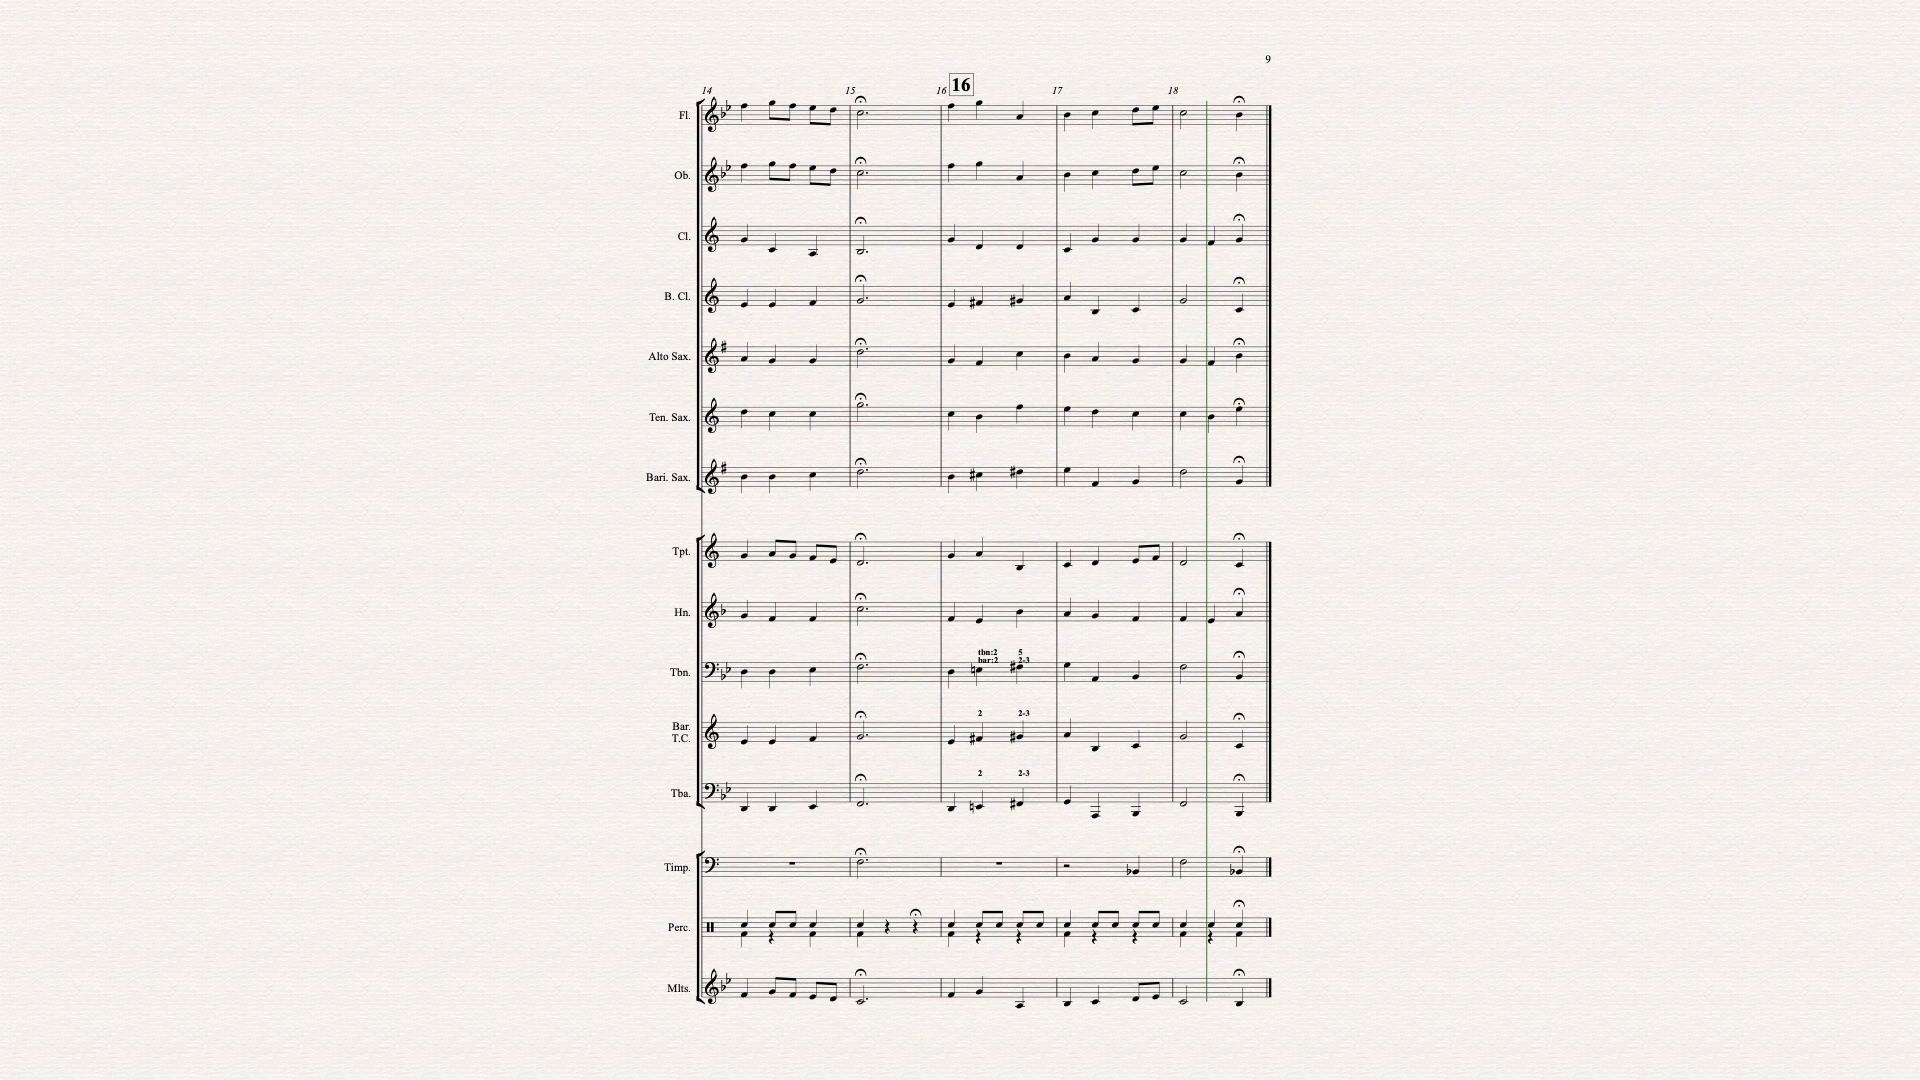 9
16
14 15 16 17 18
Fl.
Ob.
Cl.
B. Cl.
Alto Sax.
Ten. Sax.
Bari. Sax.
Tpt.
Hn.
tbn:2 5
bar:2 2-3
Tbn.
2 2-3
Bar.
T.C.
2 2-3
Tba.
Timp.
Perc.
Mlts.